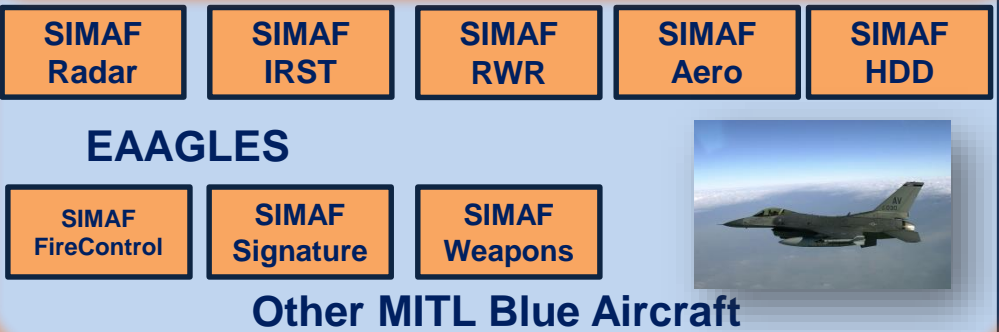 SIMAF
Radar
SIMAF
IRST
SIMAF
RWR
SIMAF
Aero
SIMAF
HDD
EAAGLES
SIMAF
FireControl
SIMAF
Signature
SIMAF
Weapons
AV
Other MITL Blue Aircraft